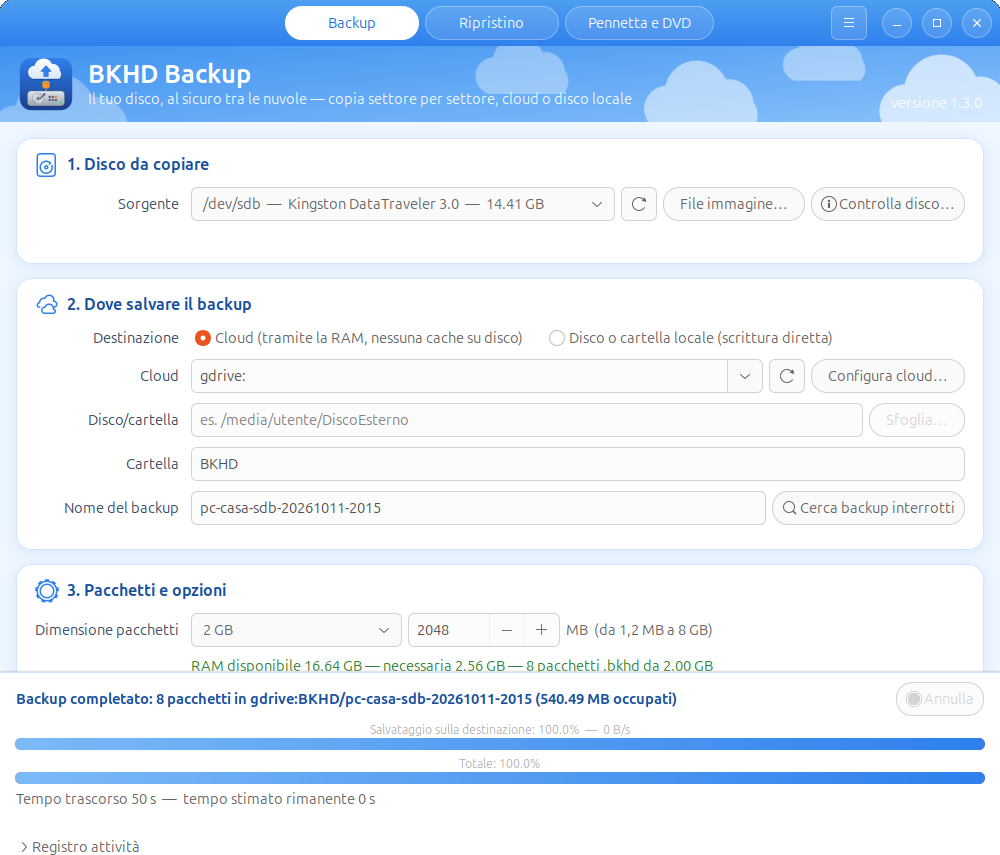 Backup Ripristino Pennetta e DVD
BKHD Backup
Il tuo disco, al sicuro tra le nuvole — copia settore per settore, cloud o disco locale
versione 1.3.0
1. Disco da copiare
Sorgente /dev/sdb — Kingston DataTraveler 3.0 — 14.41 GB File immagine… Controlla disco…
2. Dove salvare il backup
Destinazione Cloud (tramite la RAM, nessuna cache su disco) Disco o cartella locale (scrittura diretta)
Cloud gdrive: Configura cloud…
Disco/cartella es. /media/utente/DiscoEsterno Sfoglia…
Cartella BKHD
Nome del backup pc-casa-sdb-20261011-2015 Cerca backup interrotti
3. Pacchetti e opzioni
Dimensione pacchetti 2 GB 2048 − + MB (da 1,2 MB a 8 GB)
RAM disponibile 16.64 GB — necessaria 2.56 GB — 8 pacchetti .bkhd da 2.00 GB
Backup completato: 8 pacchetti in gdrive:BKHD/pc-casa-sdb-20261011-2015 (540.49 MB occupati) Annulla
Salvataggio sulla destinazione: 100.0% — 0 B/s
Totale: 100.0%
Tempo trascorso 50 s — tempo stimato rimanente 0 s
Registro attività